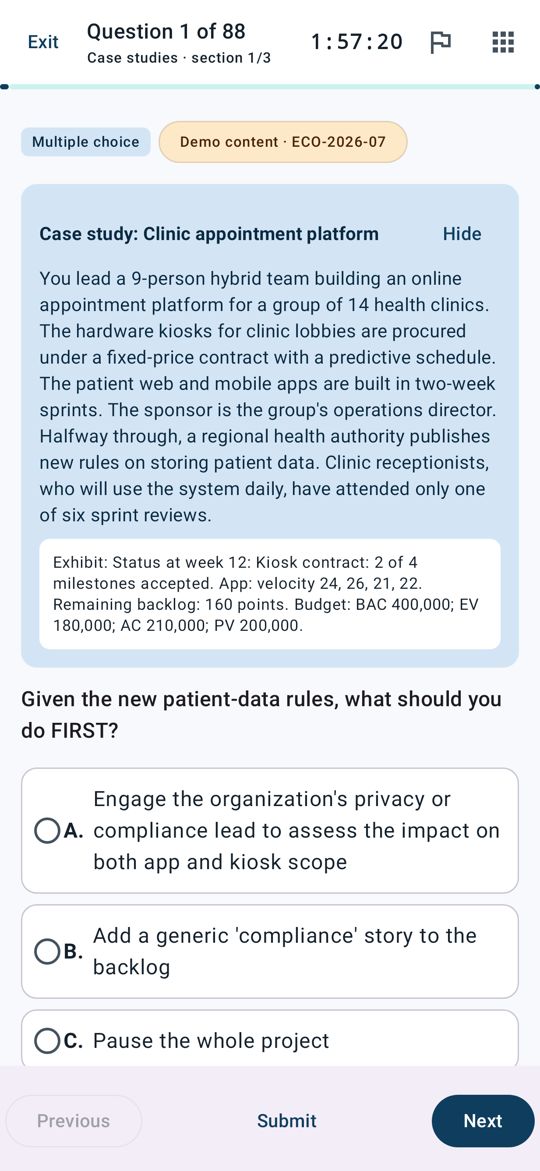 Exit
Question 1 of 88
Case studies · section 1/3
1:57:20
Multiple choice
Demo content · ECO-2026-07
Case study: Clinic appointment platform
Hide
You lead a 9-person hybrid team building an online
appointment platform for a group of 14 health clinics.
The hardware kiosks for clinic lobbies are procured
under a fixed-price contract with a predictive schedule.
The patient web and mobile apps are built in two-week
sprints. The sponsor is the group's operations director.
Halfway through, a regional health authority publishes
new rules on storing patient data. Clinic receptionists,
who will use the system daily, have attended only one
of six sprint reviews.
Exhibit: Status at week 12: Kiosk contract: 2 of 4
milestones accepted. App: velocity 24, 26, 21, 22.
Remaining backlog: 160 points. Budget: BAC 400,000; EV
180,000; AC 210,000; PV 200,000.
Given the new patient-data rules, what should you
do FIRST?
A. Engage the organization's privacy or
compliance lead to assess the impact on
both app and kiosk scope
B. Add a generic 'compliance' story to the
backlog
C. Pause the whole project
Previous
Submit
Next